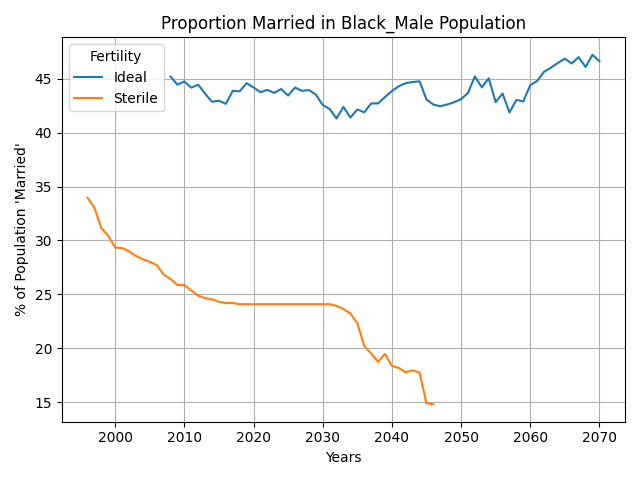 Proportion Married in Black_Male Population
Fertility
Ideal
Sterile
% of Population 'Married'
45
40
35
30
25
20
15
2000 2010 2020 2030 2040 2050 2060 2070
Years